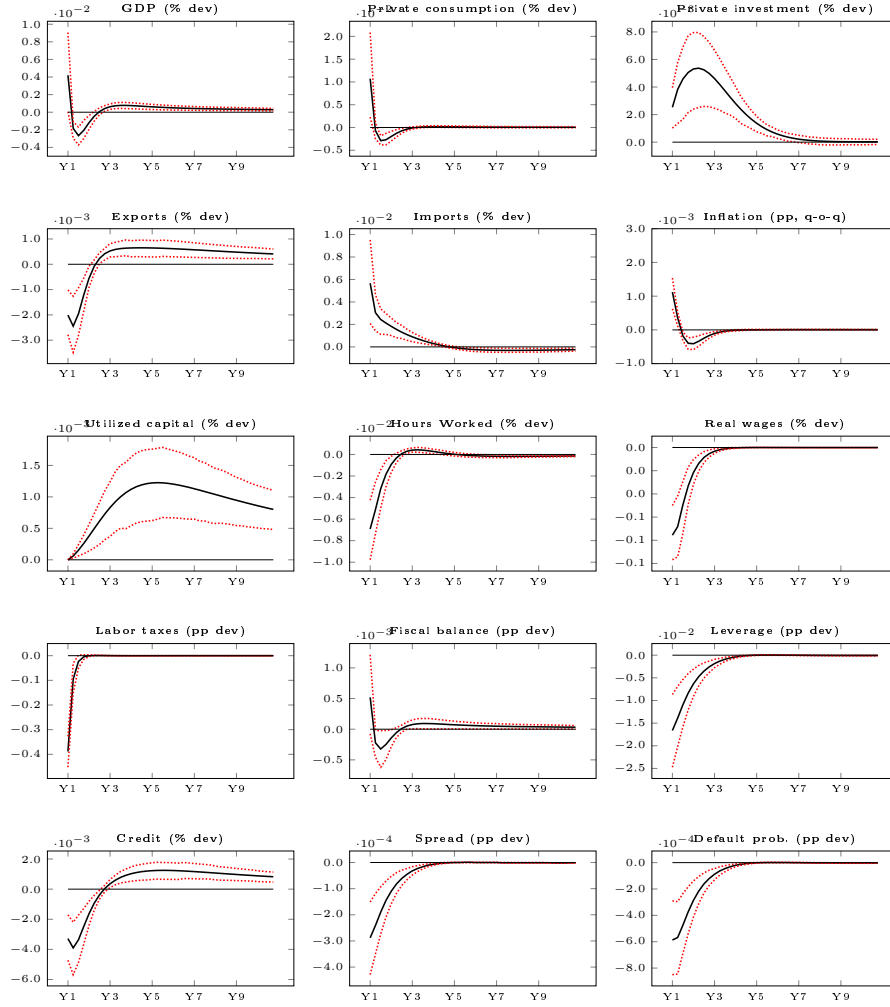 ·10⁻² GDP (% dev)
1.0
0.8
0.6
0.4
0.2
0.0
−0.2
−0.4
Y1 Y3 Y5 Y7 Y9
·10⁻² Private consumption (% dev)
2.0
1.5
1.0
0.5
0.0
−0.5
Y1 Y3 Y5 Y7 Y9
·10⁻³ Private investment (% dev)
8.0
6.0
4.0
2.0
0.0
Y1 Y3 Y5 Y7 Y9
·10⁻³ Exports (% dev)
1.0
0.0
−1.0
−2.0
−3.0
Y1 Y3 Y5 Y7 Y9
·10⁻² Imports (% dev)
1.0
0.8
0.6
0.4
0.2
0.0
Y1 Y3 Y5 Y7 Y9
·10⁻³ Inflation (pp, q-o-q)
3.0
2.0
1.0
0.0
−1.0
Y1 Y3 Y5 Y7 Y9
Utilized capital (% dev)
1.5
1.0
0.5
0.0
Y1 Y3 Y5 Y7 Y9
·10⁻² Hours Worked (% dev)
0.0
−0.2
−0.4
−0.6
−0.8
−1.0
Y1 Y3 Y5 Y7 Y9
Real wages (% dev)
0.0
0.0
0.0
−0.1
−0.1
−0.1
Y1 Y3 Y5 Y7 Y9
Labor taxes (pp dev)
0.0
−0.1
−0.2
−0.3
−0.4
Y1 Y3 Y5 Y7 Y9
·10⁻³ Fiscal balance (pp dev)
1.0
0.5
0.0
−0.5
Y1 Y3 Y5 Y7 Y9
·10⁻² Leverage (pp dev)
0.0
−0.5
−1.0
−1.5
−2.0
−2.5
Y1 Y3 Y5 Y7 Y9
·10⁻³ Credit (% dev)
2.0
0.0
−2.0
−4.0
−6.0
Y1 Y3 Y5 Y7 Y9
·10⁻⁴ Spread (pp dev)
0.0
−1.0
−2.0
−3.0
−4.0
Y1 Y3 Y5 Y7 Y9
·10⁻⁴ Default prob. (pp dev)
0.0
−2.0
−4.0
−6.0
−8.0
Y1 Y3 Y5 Y7 Y9